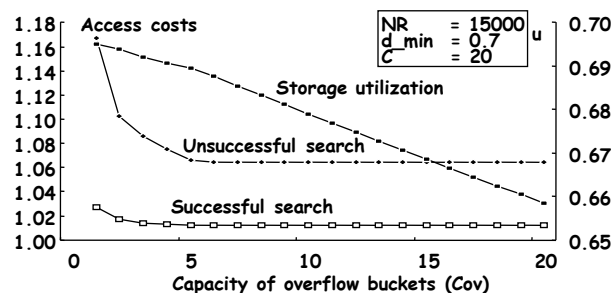 Access costs
NR = 15000
d_min = 0.7
C = 20
u
1.18
1.16
1.14
1.12
1.10
1.08
1.06
1.04
1.02
1.00
0.70
0.69
0.68
0.67
0.66
0.65
Storage utilization
Unsuccessful search
Successful search
0 5 10 15 20
Capacity of overflow buckets (Cov)